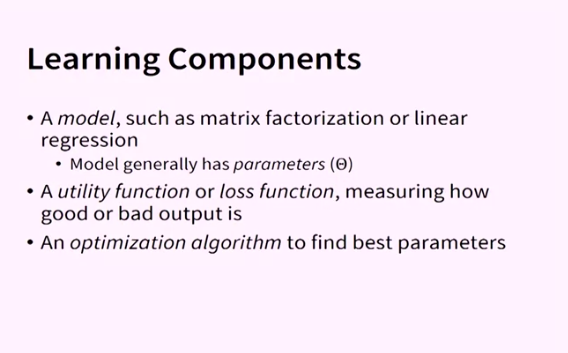 Learning Components
• A model, such as matrix factorization or linear
regression
• Model generally has parameters (Θ)
• A utility function or loss function, measuring how
good or bad output is
• An optimization algorithm to find best parameters